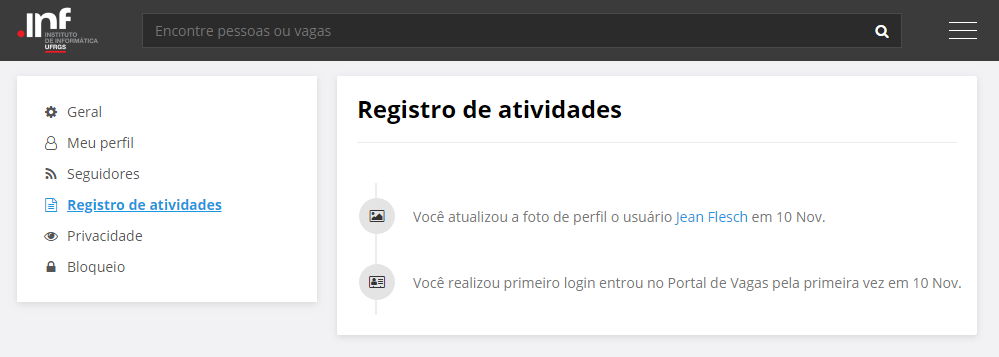 .inf
INSTITUTO
DE INFORMÁTICA
UFRGS
Encontre pessoas ou vagas
Geral
Meu perfil
Seguidores
Registro de atividades
Privacidade
Bloqueio
Registro de atividades
Você atualizou a foto de perfil o usuário Jean Flesch em 10 Nov.
Você realizou primeiro login entrou no Portal de Vagas pela primeira vez em 10 Nov.